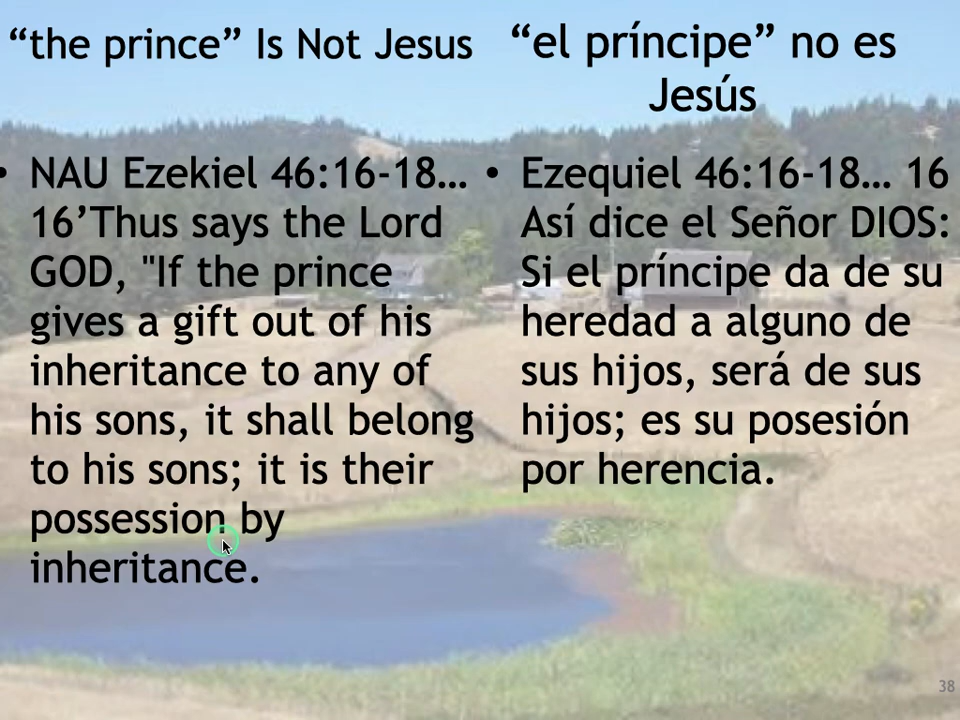 “the prince” Is Not Jesus
• NAU Ezekiel 46:16-18…
16’Thus says the Lord
GOD, "If the prince
gives a gift out of his
inheritance to any of
his sons, it shall belong
to his sons; it is their
possession by
inheritance.
“el príncipe” no es
Jesús
• Ezequiel 46:16-18… 16
Así dice el Señor DIOS:
Si el príncipe da de su
heredad a alguno de
sus hijos, será de sus
hijos; es su posesión
por herencia.
38